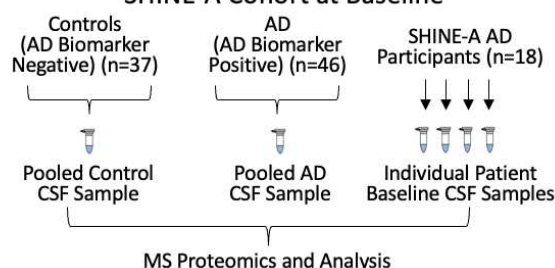 SHINE-A Cohort at Baseline
Controls
(AD Biomarker
Negative) (n=37)
AD
(AD Biomarker
Positive) (n=46)
SHINE-A AD
Participants (n=18)
Pooled Control
CSF Sample
Pooled AD
CSF Sample
Individual Patient
Baseline CSF Samples
MS Proteomics and Analysis